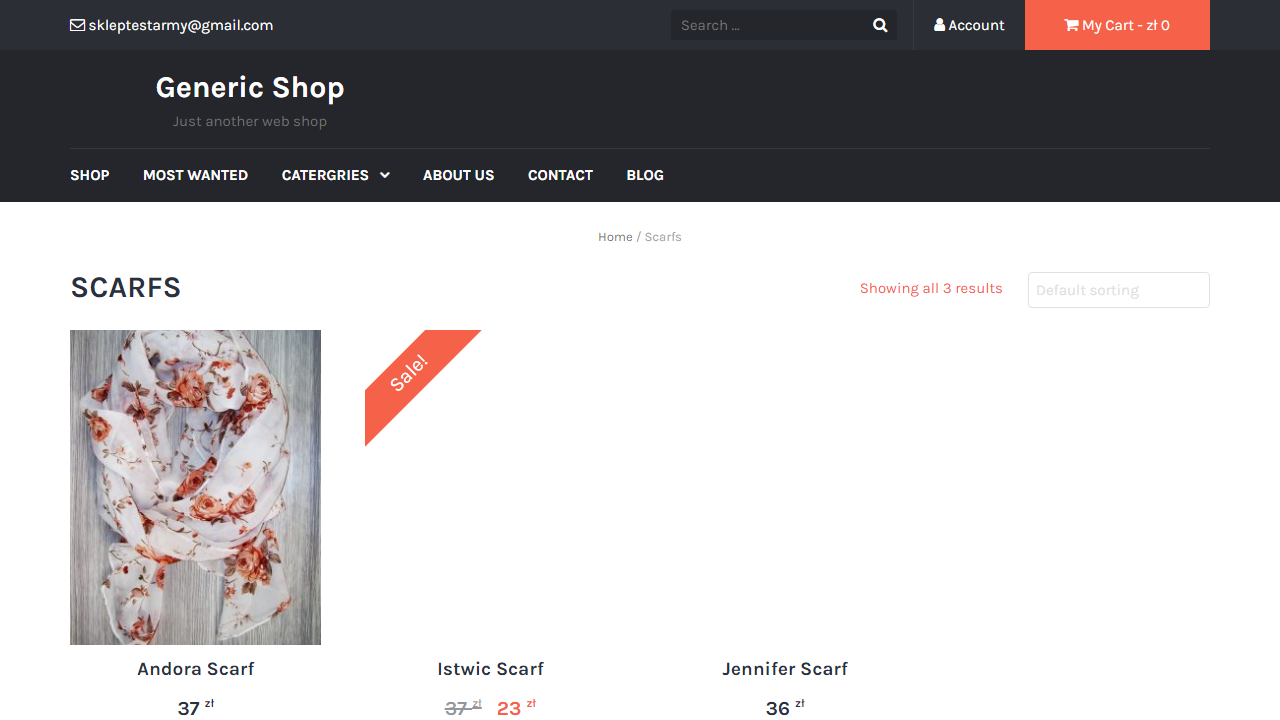 skleptestarmy@gmail.com
Search ...
Account
My Cart - zł 0
Generic Shop
Just another web shop
SHOP MOST WANTED CATERGRIES ABOUT US CONTACT BLOG
Home / Scarfs
SCARFS
Showing all 3 results
Default sorting
Sale!
Andora Scarf
37 zł
Istwic Scarf
37 zł 23 zł
Jennifer Scarf
36 zł